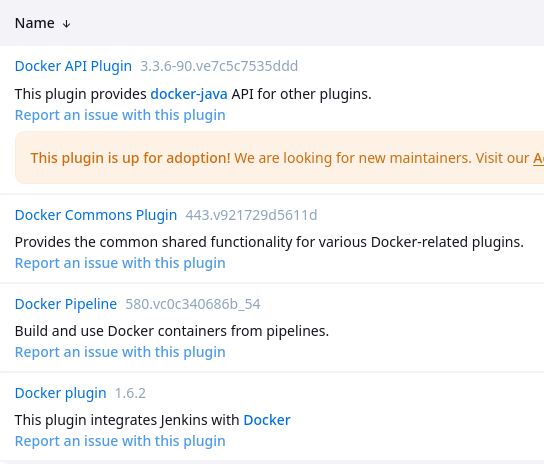 Name ↓
Docker API Plugin 3.3.6-90.ve7c5c7535ddd
This plugin provides docker-java API for other plugins.
Report an issue with this plugin
This plugin is up for adoption! We are looking for new maintainers. Visit our
Docker Commons Plugin 443.v921729d5611d
Provides the common shared functionality for various Docker-related plugins.
Report an issue with this plugin
Docker Pipeline 580.vc0c340686b_54
Build and use Docker containers from pipelines.
Report an issue with this plugin
Docker plugin 1.6.2
This plugin integrates Jenkins with Docker
Report an issue with this plugin